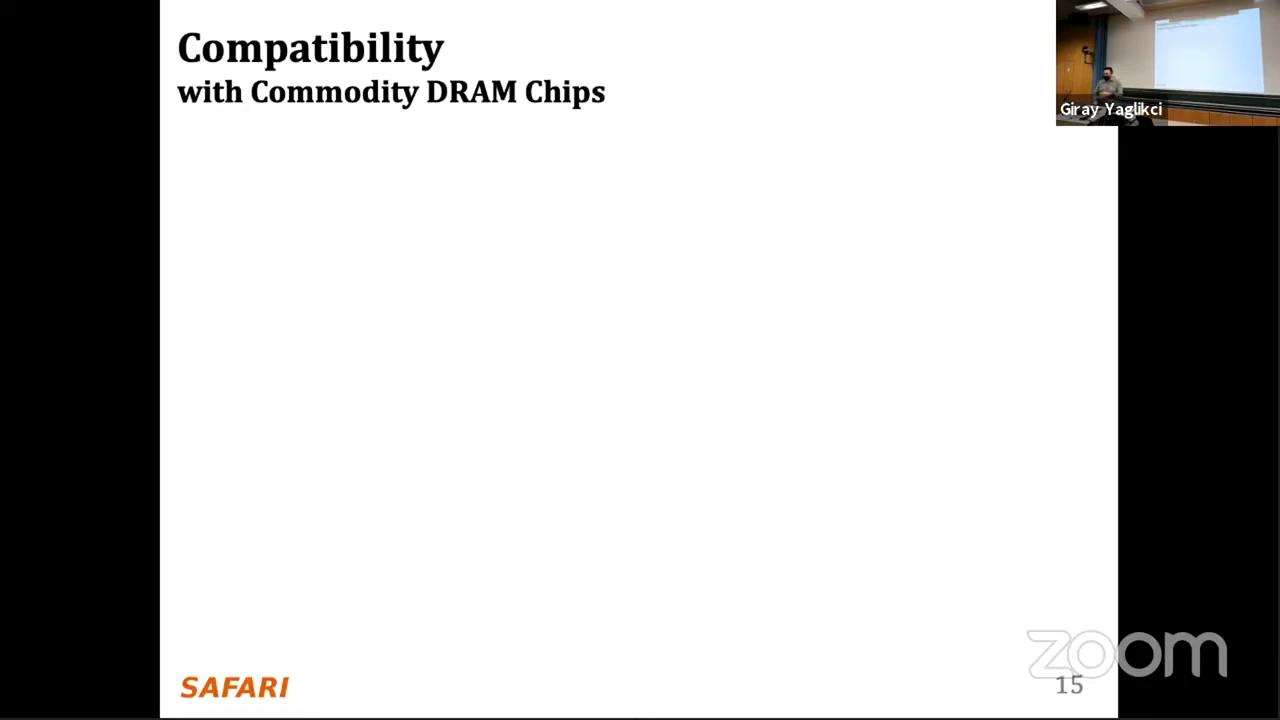 Compatibility
with Commodity DRAM Chips
Giray Yaglikci
SAFARI
zoom
15